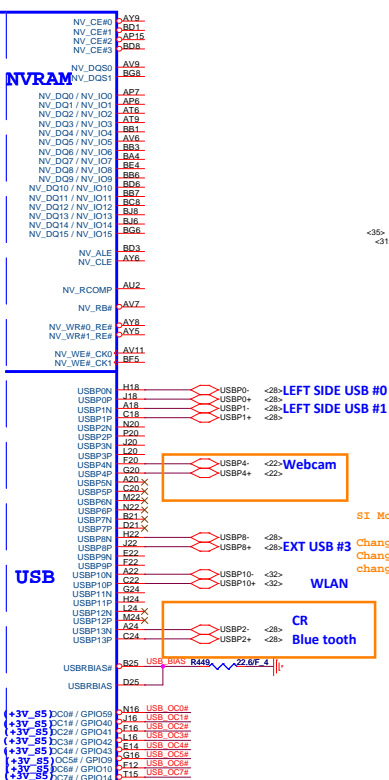 NV_CE#0 AY9
NV_CE#1 BD1
NV_CE#2 AP15
NV_CE#3 BD8
NV_DQS0 AV9
NVRAM NV_DQS1 BG8
NV_DQ0 / NV_IO0 AP7
NV_DQ1 / NV_IO1 AP6
NV_DQ2 / NV_IO2 AT6
NV_DQ3 / NV_IO3 AT9
NV_DQ4 / NV_IO4 BB1
NV_DQ5 / NV_IO5 AV6
NV_DQ6 / NV_IO6 BB3
NV_DQ7 / NV_IO7 BA4
NV_DQ8 / NV_IO8 BE4
NV_DQ9 / NV_IO9 BB6
NV_DQ10 / NV_IO10 BD6
NV_DQ11 / NV_IO11 BB7
NV_DQ12 / NV_IO12 BC8
NV_DQ13 / NV_IO13 BJ8
NV_DQ14 / NV_IO14 BJ6
NV_DQ15 / NV_IO15 BG6
<35>
<31
NV_ALE BD3
NV_CLE AY6
NV_RCOMP AU2
NV_RB# AV7
NV_WR#0_RE# AY8
NV_WR#1_RE# AY5
NV_WE#_CK0 AV11
NV_WE#_CK1 BF5
USBP0N H18 USBP0- <28> LEFT SIDE USB #0
USBP0P J18 USBP0+ <28>
USBP1N A18 USBP1- <28> LEFT SIDE USB #1
USBP1P C18 USBP1+ <28>
USBP2N N20
USBP2P P20
USBP3N J20
USBP3P L20
USBP4N F20 USBP4- <22> Webcam
USBP4P G20 USBP4+ <22>
USBP5N A20
USBP5P C20
USBP6N M22
USBP6P N22
USBP7N B21 SI Mo
USBP7P D21
USBP8N H22 USBP8- <28>
USBP8P J22 USBP8+ <28> EXT USB #3 Chang
USBP9N E22 Chang
USBP9P F22 chang
USB USBP10N A22 USBP10- <32>
USBP10P C22 USBP10+ <32> WLAN
USBP11N G24
USBP11P H24
USBP12N L24
USBP12P M24 CR
USBP13N A24 USBP2- <28>
USBP13P C24 USBP2+ <28> Blue tooth
USBRBIAS# B25 USB_BIAS R449 22.6/F_4
USBRBIAS D25
(+3V_S5) OC0# / GPIO59 N16 USB_OC0#
(+3V_S5) OC1# / GPIO40 J16 USB_OC1#
(+3V_S5) OC2# / GPIO41 F16 USB_OC2#
(+3V_S5) OC3# / GPIO42 L16 USB_OC3#
(+3V_S5) OC4# / GPIO43 E14 USB_OC4#
(+3V_S5) OC5# / GPIO9 G16 USB_OC5#
(+3V_S5) OC6# / GPIO10 F12 USB_OC6#
(+3V_S5) OC7# / GPIO14 T15 USB_OC7#